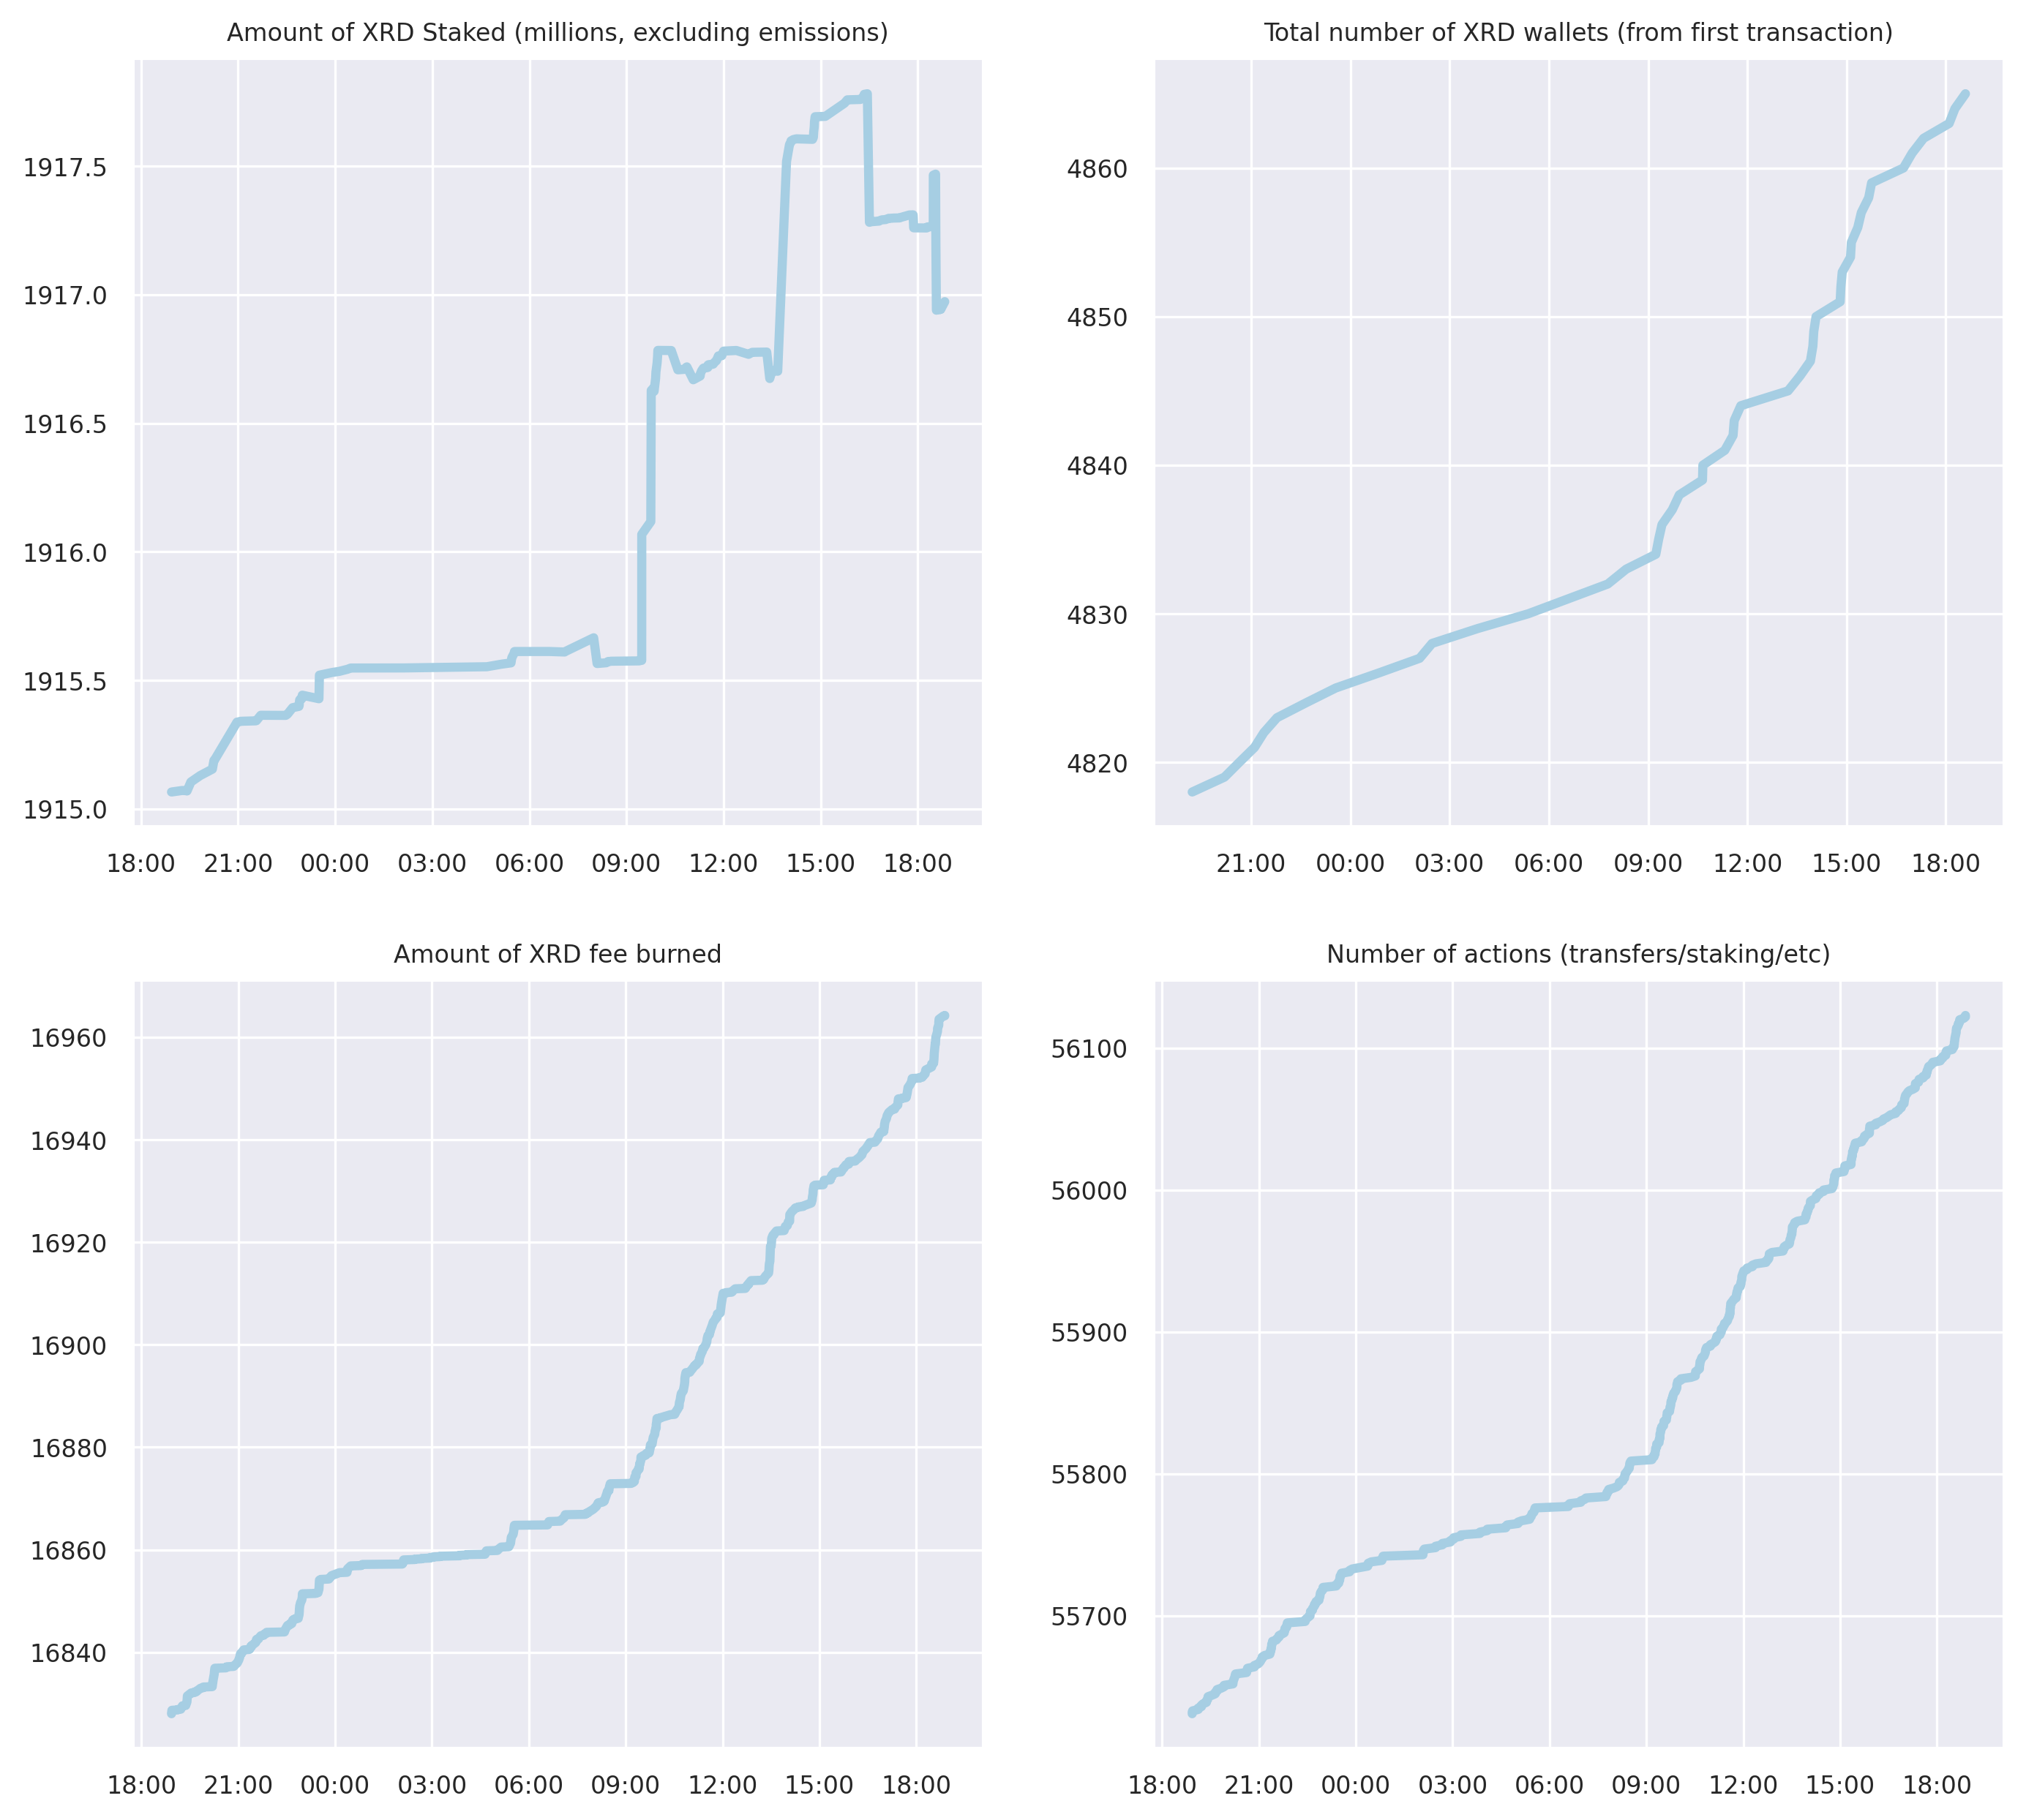 Amount of XRD Staked (millions, excluding emissions)
1917.5
1917.0
1916.5
1916.0
1915.5
1915.0
18:00 21:00 00:00 03:00 06:00 09:00 12:00 15:00 18:00
Total number of XRD wallets (from first transaction)
4860
4850
4840
4830
4820
21:00 00:00 03:00 06:00 09:00 12:00 15:00 18:00
Amount of XRD fee burned
16960
16940
16920
16900
16880
16860
16840
18:00 21:00 00:00 03:00 06:00 09:00 12:00 15:00 18:00
Number of actions (transfers/staking/etc)
56100
56000
55900
55800
55700
18:00 21:00 00:00 03:00 06:00 09:00 12:00 15:00 18:00